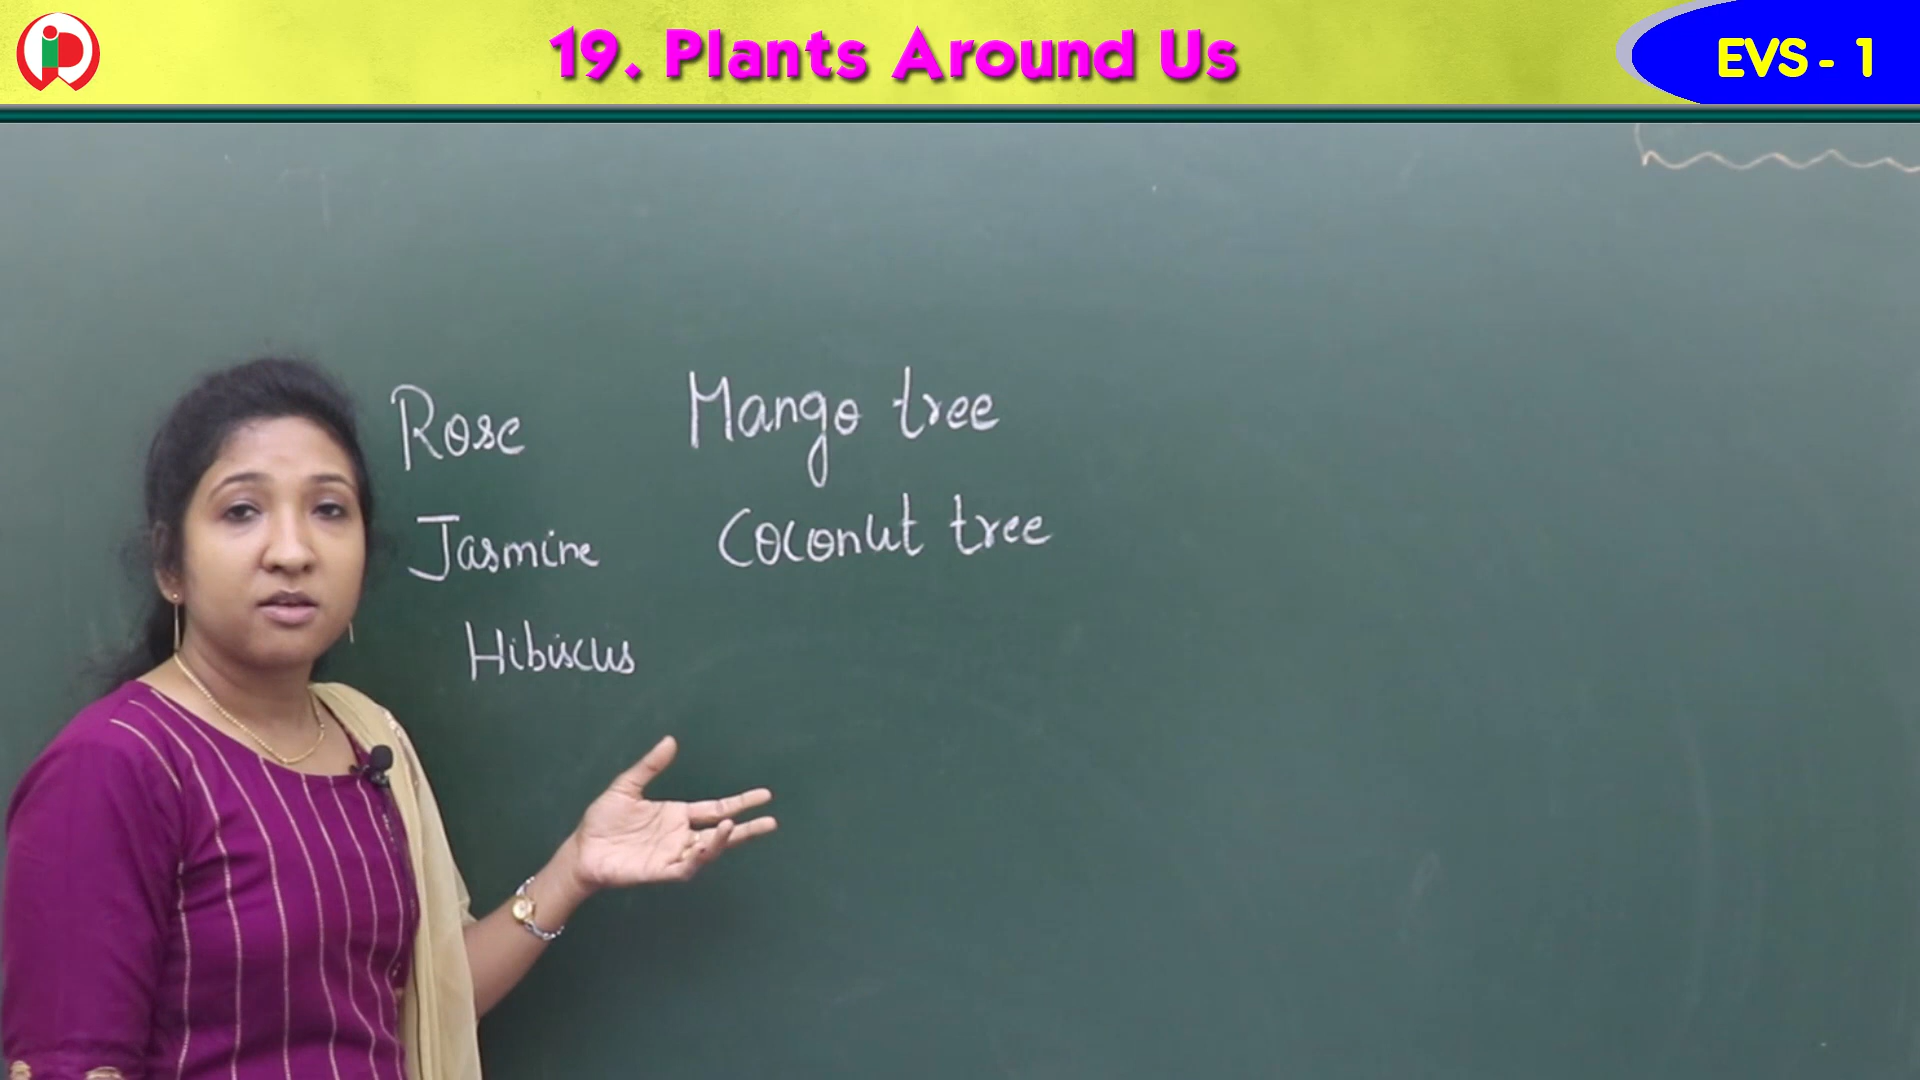 19. Plants Around Us
EVS - 1
Rose
Mango tree
Jasmine
Coconut tree
Hibiscus